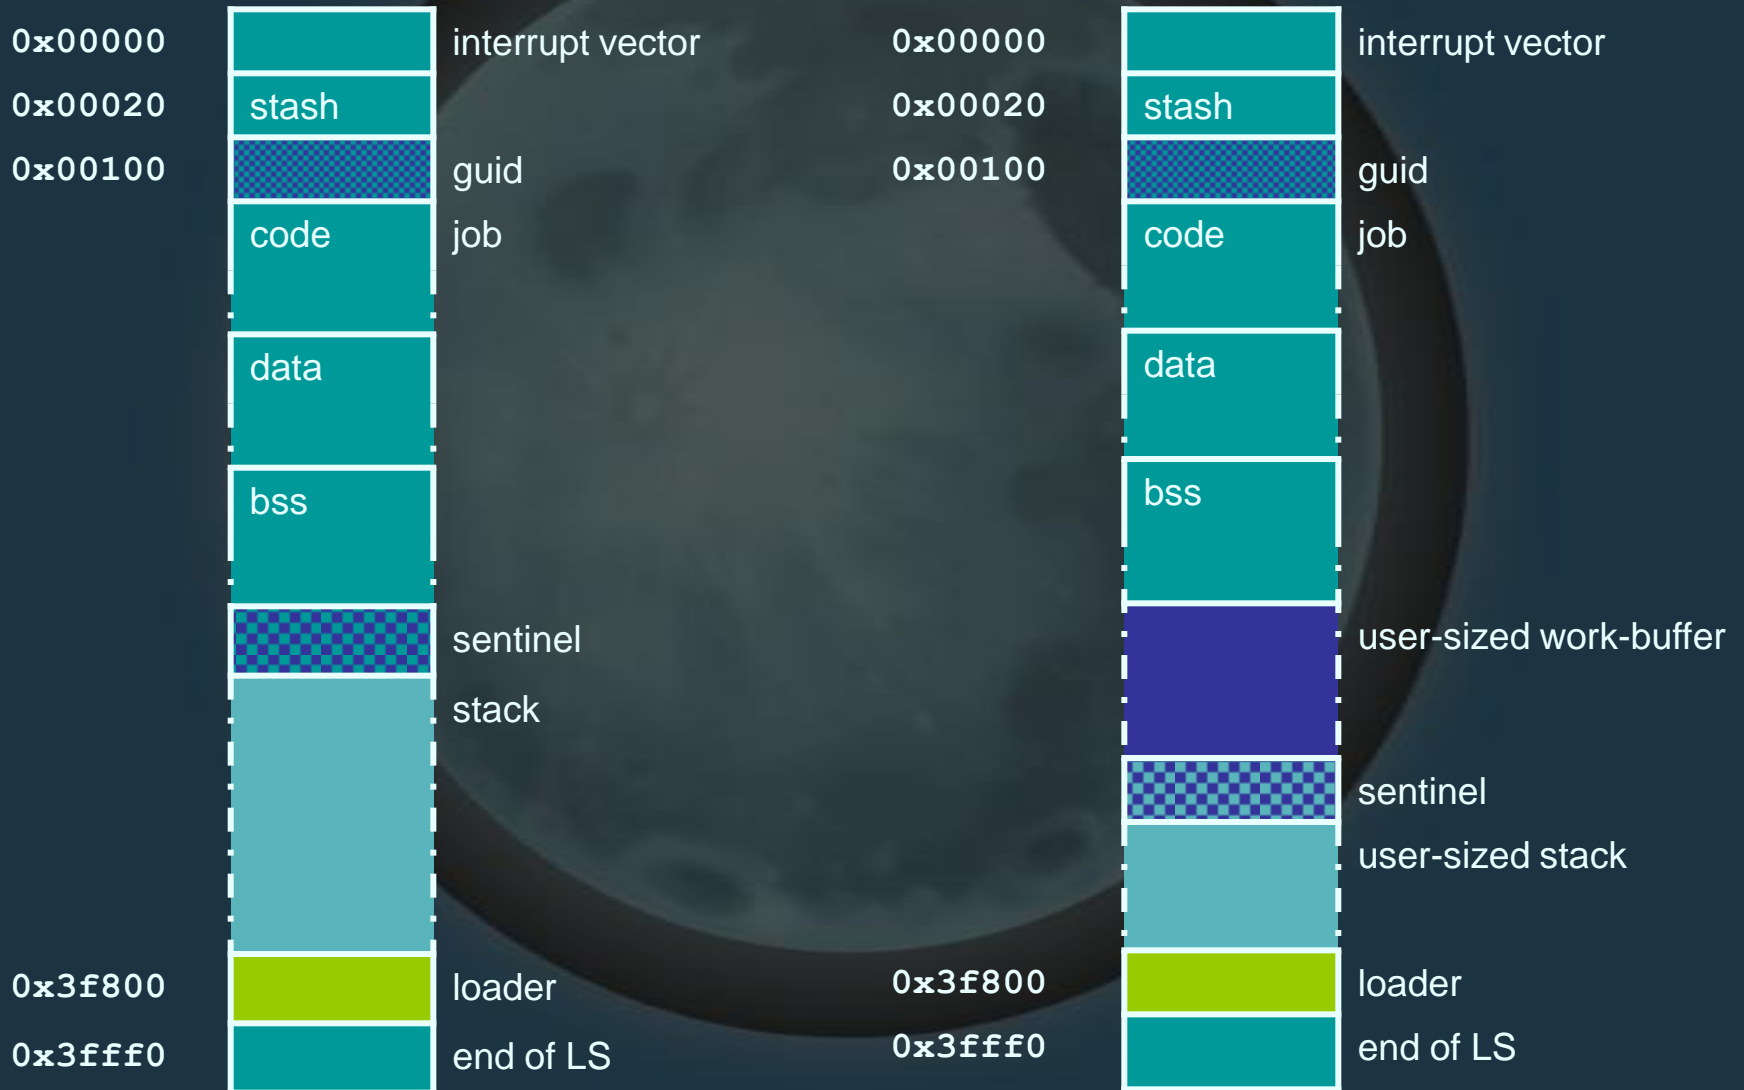 0x00000 interrupt vector
0x00020 stash
0x00100 guid
code job
data
bss
sentinel
stack
0x3f800 loader
0x3fff0 end of LS
0x00000 interrupt vector
0x00020 stash
0x00100 guid
code job
data
bss
user-sized work-buffer
sentinel
user-sized stack
0x3f800 loader
0x3fff0 end of LS